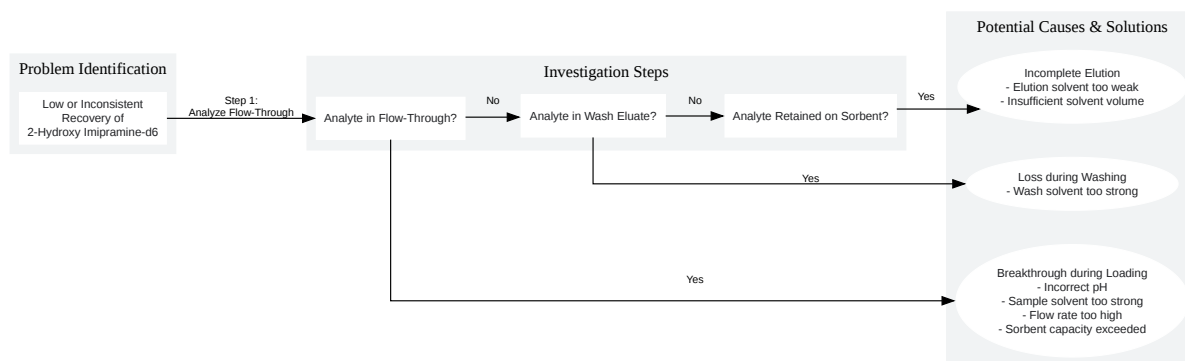 Problem Identification
Low or Inconsistent
Recovery of
2-Hydroxy Imipramine-d6
Step 1:
Analyze Flow-Through
Investigation Steps
Analyte in Flow-Through?
No
Analyte in Wash Eluate?
No
Analyte Retained on Sorbent?
Yes
Yes
Yes
Potential Causes & Solutions
Incomplete Elution
- Elution solvent too weak
- Insufficient solvent volume
Loss during Washing
- Wash solvent too strong
Breakthrough during Loading
- Incorrect pH
- Sample solvent too strong
- Flow rate too high
- Sorbent capacity exceeded